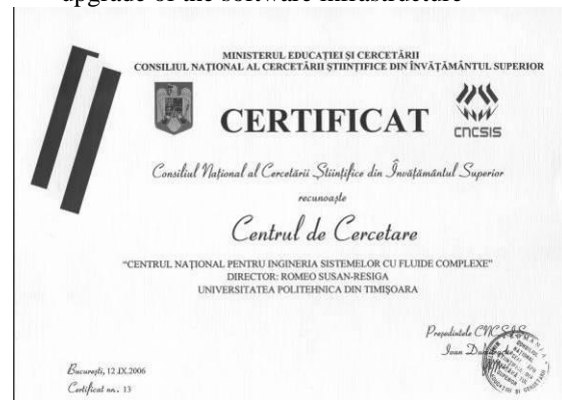 upgrade of the software infrastructure
MINISTERUL EDUCAȚIEI ȘI CERCETĂRII
CONSILIUL NAȚIONAL AL CERCETĂRII ȘTIINȚIFICE DIN ÎNVĂȚĂMÂNTUL SUPERIOR
CERTIFICAT
CNCSIS
Consiliul Național al Cercetării Științifice din Învățământul Superior
recunoaște
Centrul de Cercetare
“CENTRUL NAȚIONAL PENTRU INGINERIA SISTEMELOR CU FLUIDE COMPLEXE”
DIRECTOR: ROMEO SUSAN-RESIGA
UNIVERSITATEA POLITEHNICA DIN TIMIȘOARA
Președintele CNCSIS
Ioan
București, 12 IX.2006
Certificat nr. 13